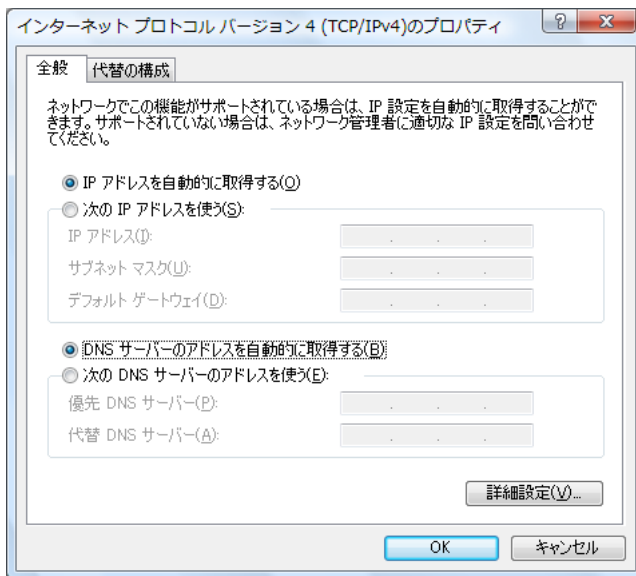 インターネット プロトコル バージョン 4 (TCP/IPv4)のプロパティ
全般
代替の構成
ネットワークでこの機能がサポートされている場合は、IP 設定を自動的に取得することがで
きます。サポートされていない場合は、ネットワーク管理者に適切な IP 設定を問い合わせ
てください。
IP アドレスを自動的に取得する(O)
次の IP アドレスを使う(S):
IP アドレス(I):
サブネット マスク(U):
デフォルト ゲートウェイ(D):
DNS サーバーのアドレスを自動的に取得する(B)
次の DNS サーバーのアドレスを使う(E):
優先 DNS サーバー(P):
代替 DNS サーバー(A):
詳細設定(V)...
OK
キャンセル